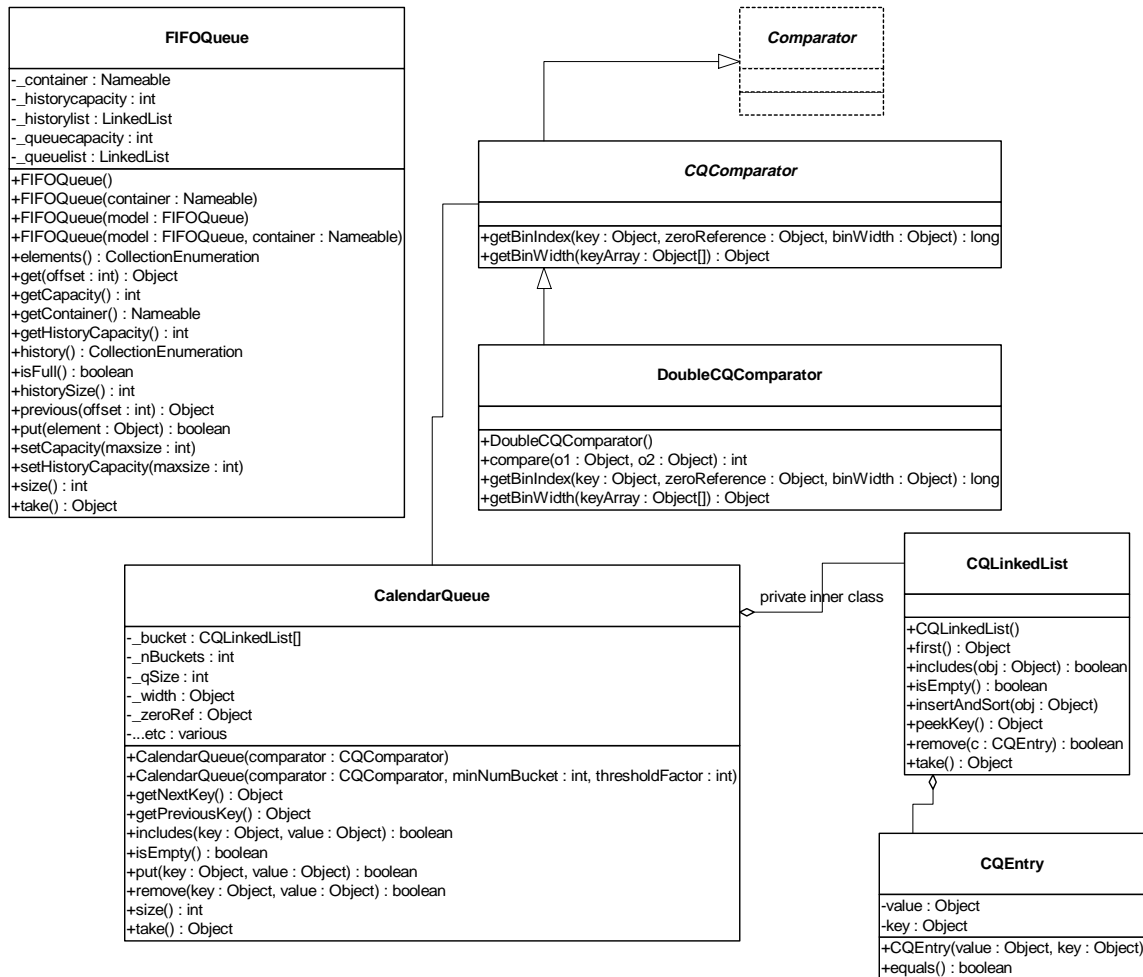 FIFOQueue
-_container : Nameable
-_historycapacity : int
-_historylist : LinkedList
-_queuecapacity : int
-_queuelist : LinkedList
+FIFOQueue()
+FIFOQueue(container : Nameable)
+FIFOQueue(model : FIFOQueue)
+FIFOQueue(model : FIFOQueue, container : Nameable)
+elements() : CollectionEnumeration
+get(offset : int) : Object
+getCapacity() : int
+getContainer() : Nameable
+getHistoryCapacity() : int
+history() : CollectionEnumeration
+isFull() : boolean
+historySize() : int
+previous(offset : int) : Object
+put(element : Object) : boolean
+setCapacity(maxsize : int)
+setHistoryCapacity(maxsize : int)
+size() : int
+take() : Object
Comparator
CQComparator
+getBinIndex(key : Object, zeroReference : Object, binWidth : Object) : long
+getBinWidth(keyArray : Object[]) : Object
DoubleCQComparator
+DoubleCQComparator()
+compare(o1 : Object, o2 : Object) : int
+getBinIndex(key : Object, zeroReference : Object, binWidth : Object) : long
+getBinWidth(keyArray : Object[]) : Object
CalendarQueue
-_bucket : CQLinkedList[]
-_nBuckets : int
-_qSize : int
-_width : Object
-_zeroRef : Object
-...etc : various
+CalendarQueue(comparator : CQComparator)
+CalendarQueue(comparator : CQComparator, minNumBucket : int, thresholdFactor : int)
+getNextKey() : Object
+getPreviousKey() : Object
+includes(key : Object, value : Object) : boolean
+isEmpty() : boolean
+put(key : Object, value : Object) : boolean
+remove(key : Object, value : Object) : boolean
+size() : int
+take() : Object
private inner class
CQLinkedList
+CQLinkedList()
+first() : Object
+includes(obj : Object) : boolean
+isEmpty() : boolean
+insertAndSort(obj : Object)
+peekKey() : Object
+remove(c : CQEntry) : boolean
+take() : Object
CQEntry
-value : Object
-key : Object
+CQEntry(value : Object, key : Object)
+equals() : boolean